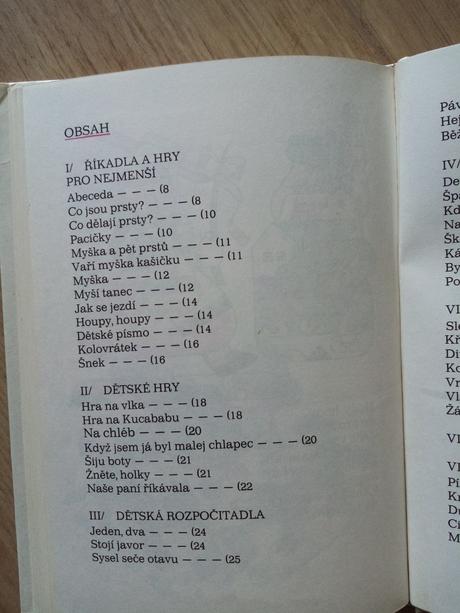 OBSAH
I/ ŘÍKADLA A HRY
PRO NEJMENŠÍ
Abeceda — — — (8
Co jsou prsty? — — — (8
Co dělají prsty? — — — (10
Pacičky — — — (10
Myška a pět prstů — — — (11
Vaří myška kašičku — — — (11
Myška — — — (12
Myší tanec — — — (12
Jak se jezdí — — — (14
Houpy, houpy — — — (14
Dětské písmo — — — (14
Kolovrátek — — — (16
Šnek — — — (16
II/ DĚTSKÉ HRY
Hra na vlka — — — (18
Hra na Kucababu — — — (18
Na chléb — — — (20
Když jsem já byl malej chlapec — — — (20
Šiju boty — — — (21
Žněte, holky — — — (21
Naše paní říkávala — — — (22
III/ DĚTSKÁ ROZPOČITADLA
Jeden, dva — — — (24
Stojí javor — — — (24
Sysel seče otavu — — — (25